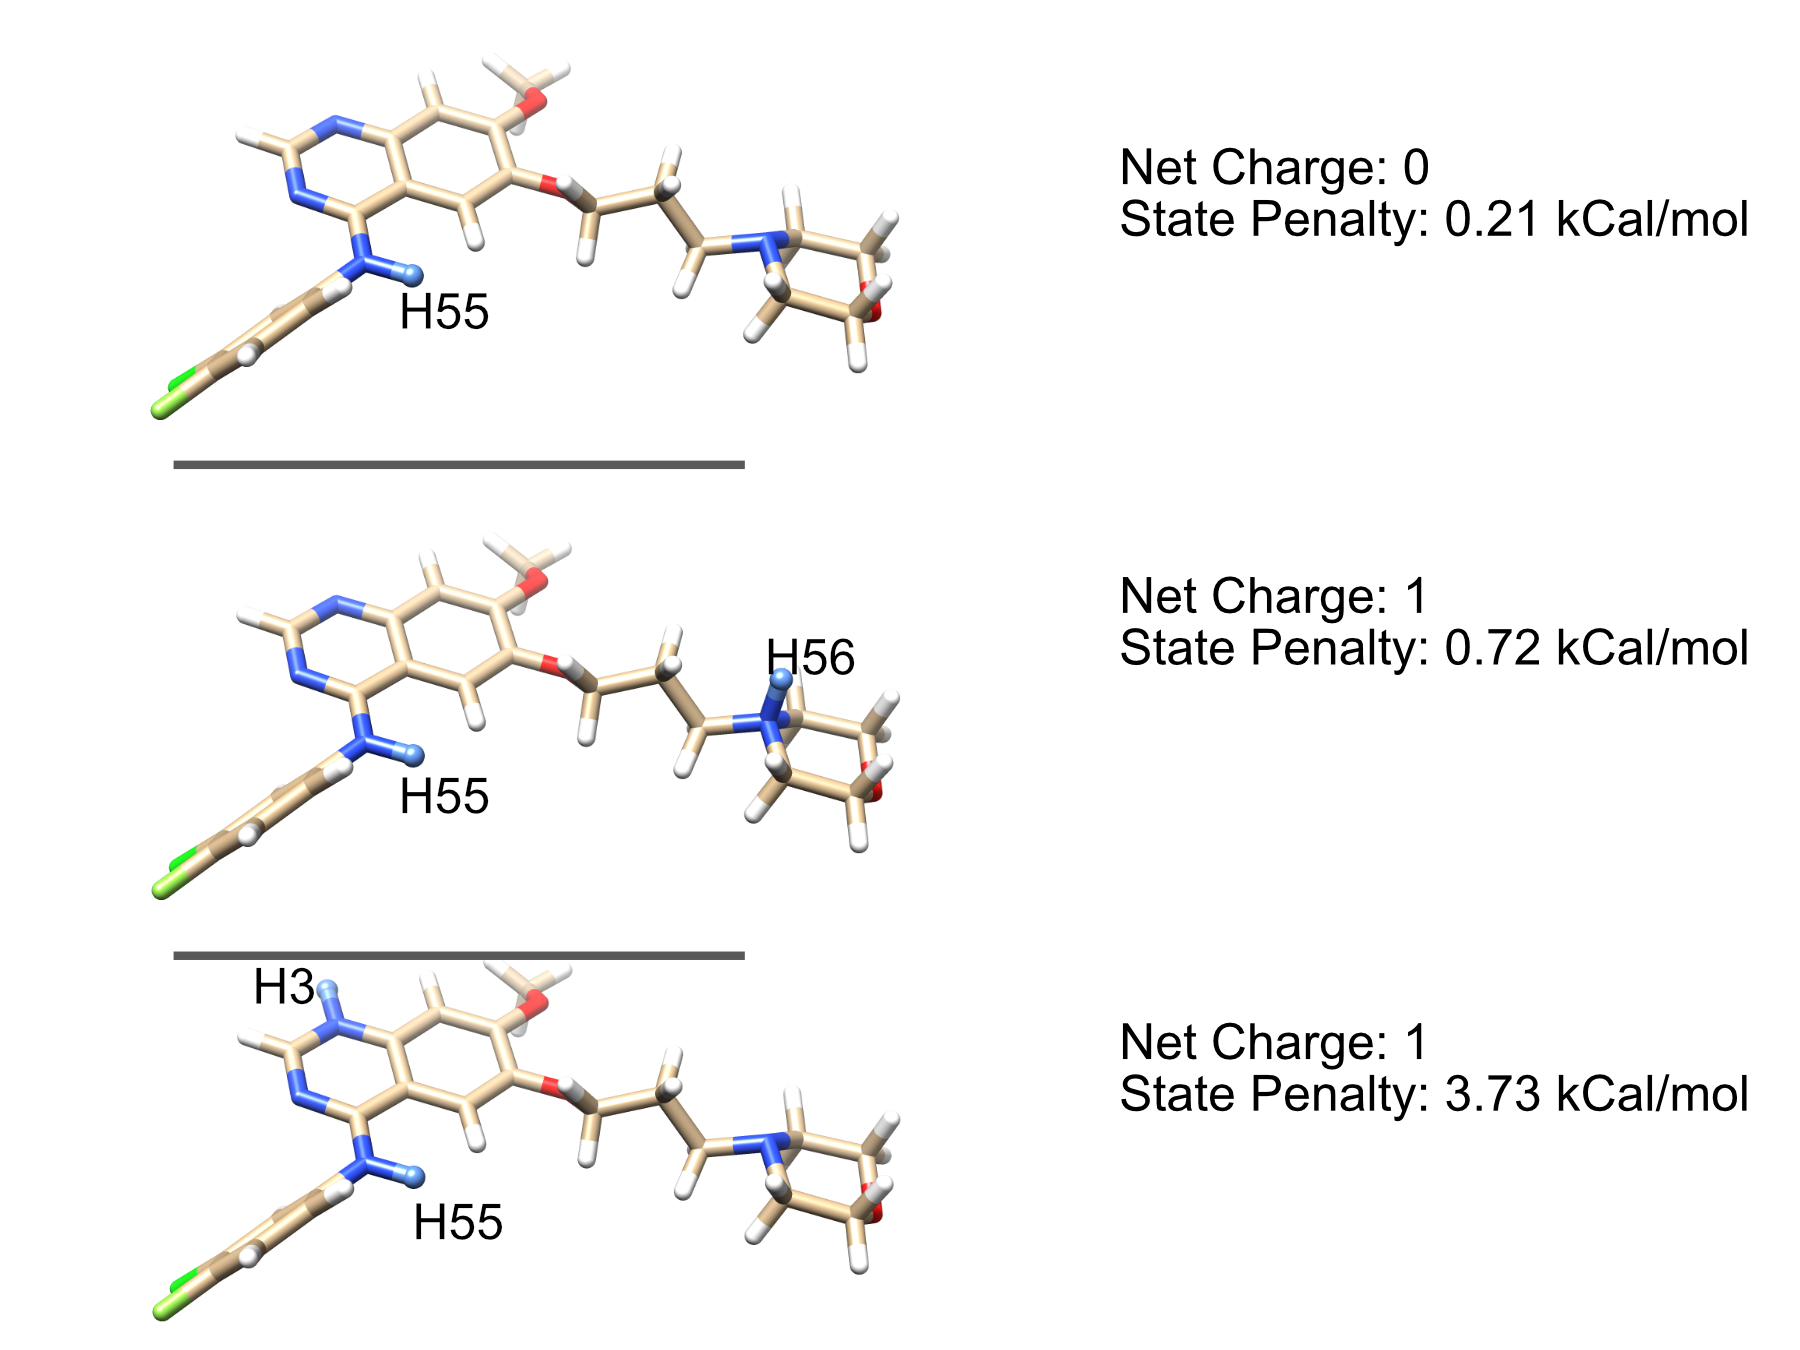 Net Charge: 0
State Penalty: 0.21 kCal/mol
H55
Net Charge: 1
State Penalty: 0.72 kCal/mol
H56
H55
H3
Net Charge: 1
State Penalty: 3.73 kCal/mol
H55